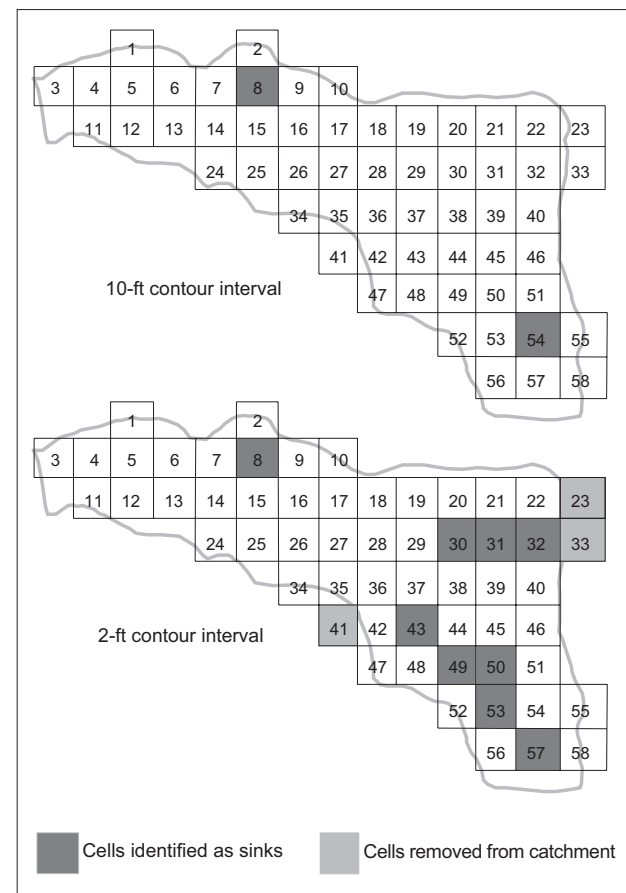 1 2
3 4 5 6 7 8 9 10
11 12 13 14 15 16 17 18 19 20 21 22 23
24 25 26 27 28 29 30 31 32 33
34 35 36 37 38 39 40
41 42 43 44 45 46
10-ft contour interval 47 48 49 50 51
52 53 54 55
56 57 58
1 2
3 4 5 6 7 8 9 10
11 12 13 14 15 16 17 18 19 20 21 22 23
24 25 26 27 28 29 30 31 32 33
34 35 36 37 38 39 40
2-ft contour interval 41 42 43 44 45 46
47 48 49 50 51
52 53 54 55
56 57 58
Cells identified as sinks Cells removed from catchment